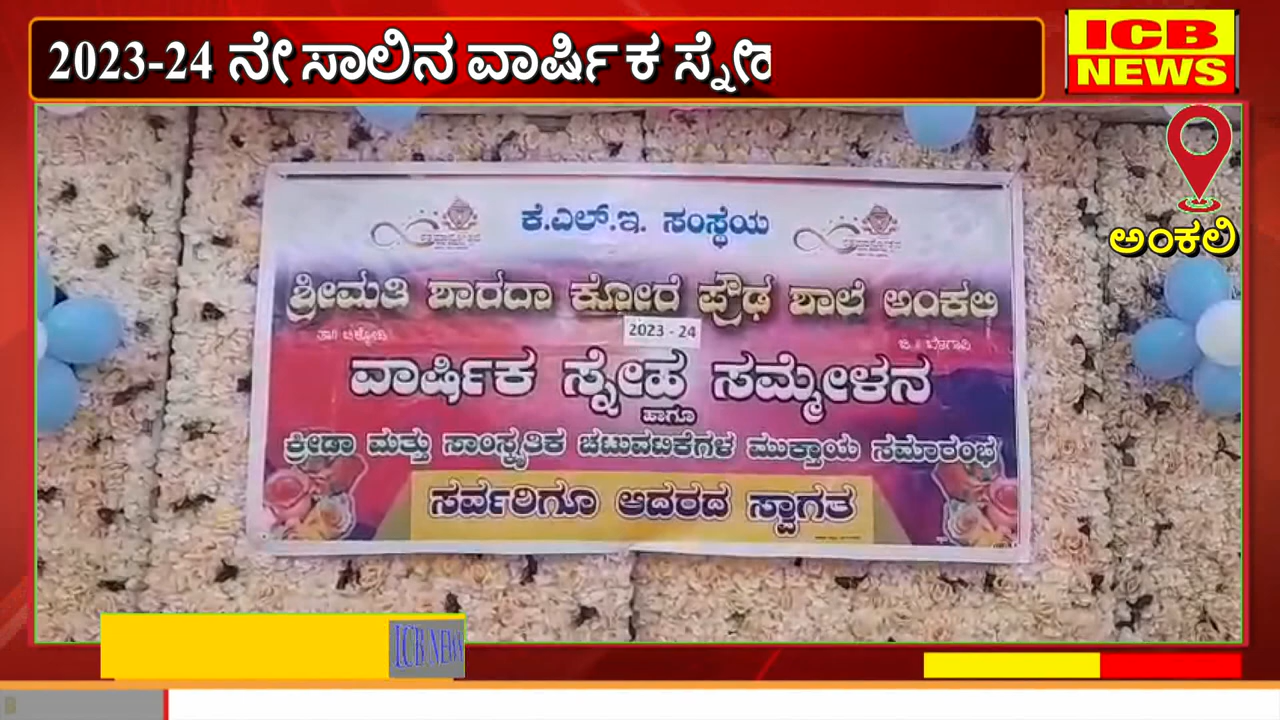 2023-24 ನೇ ಸಾಲಿನ ವಾರ್ಷಿಕ
ICB
NEWS
ಅಂಕಲಿ
ಕೆ.ಎಲ್.ಇ. ಸಂಸ್ಥೆಯ
ಶ್ರೀಮತಿ ಶಾರದಾ ಕೋರೆ ಪ್ರೌಢ ಶಾಲೆ ಅಂಕಲಿ
ತಾ॥ ಚಿಕ್ಕೋಡಿ
2023 - 24
ಜಿ॥ ಬೆಳಗಾವಿ
ವಾರ್ಷಿಕ ಸ್ನೇಹ ಸಮ್ಮೇಳನ
ಹಾಗೂ
ಕ್ರೀಡಾ ಮತ್ತು ಸಾಂಸ್ಕೃತಿಕ ಚಟುವಟಿಕೆಗಳ ಮುಕ್ತಾಯ ಸಮಾರಂಭ
ಸರ್ವರಿಗೂ ಆದರದ ಸ್ವಾಗತ
ICB NEWS